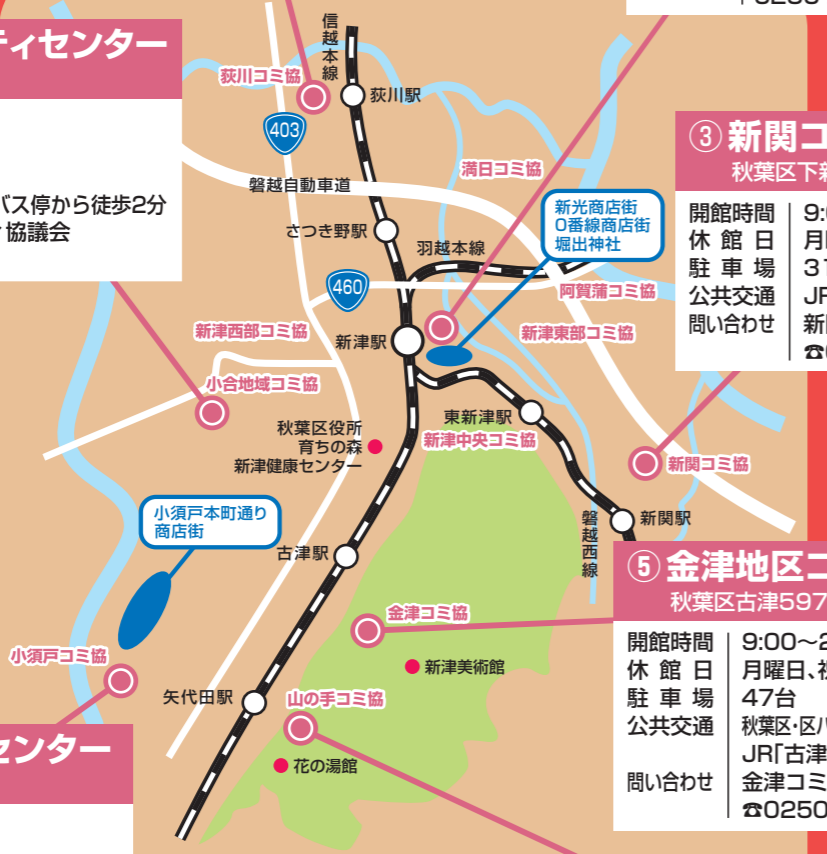 ティセンター
バス停から徒歩2分
協議会
信越本線
荻川コミ協
荻川駅
403
磐越自動車道
満日コミ協
さつき野駅
羽越本線
新光商店街
0番線商店街
堀出神社
460
阿賀浦コミ協
新津西部コミ協
新津駅
新津東部コミ協
小合地域コミ協
東新津駅
秋葉区役所
育ちの森
新津健康センター
新津中央コミ協
新関コミ協
小須戸本町通り
商店街
古津駅
磐越西線
新関駅
金津コミ協
小須戸コミ協
新津美術館
矢代田駅
山の手コミ協
花の湯館
センター
③新関コ
秋葉区下新
開館時間 9:
休館日 月
駐車場 3
公共交通 JR
問い合わせ 新
☎
⑤金津地区コ
秋葉区古津597
開館時間 9:00～2
休館日 月曜日、祝
駐車場 47台
公共交通 秋葉区・区バ
JR「古津
問い合わせ 金津コミ
☎0250